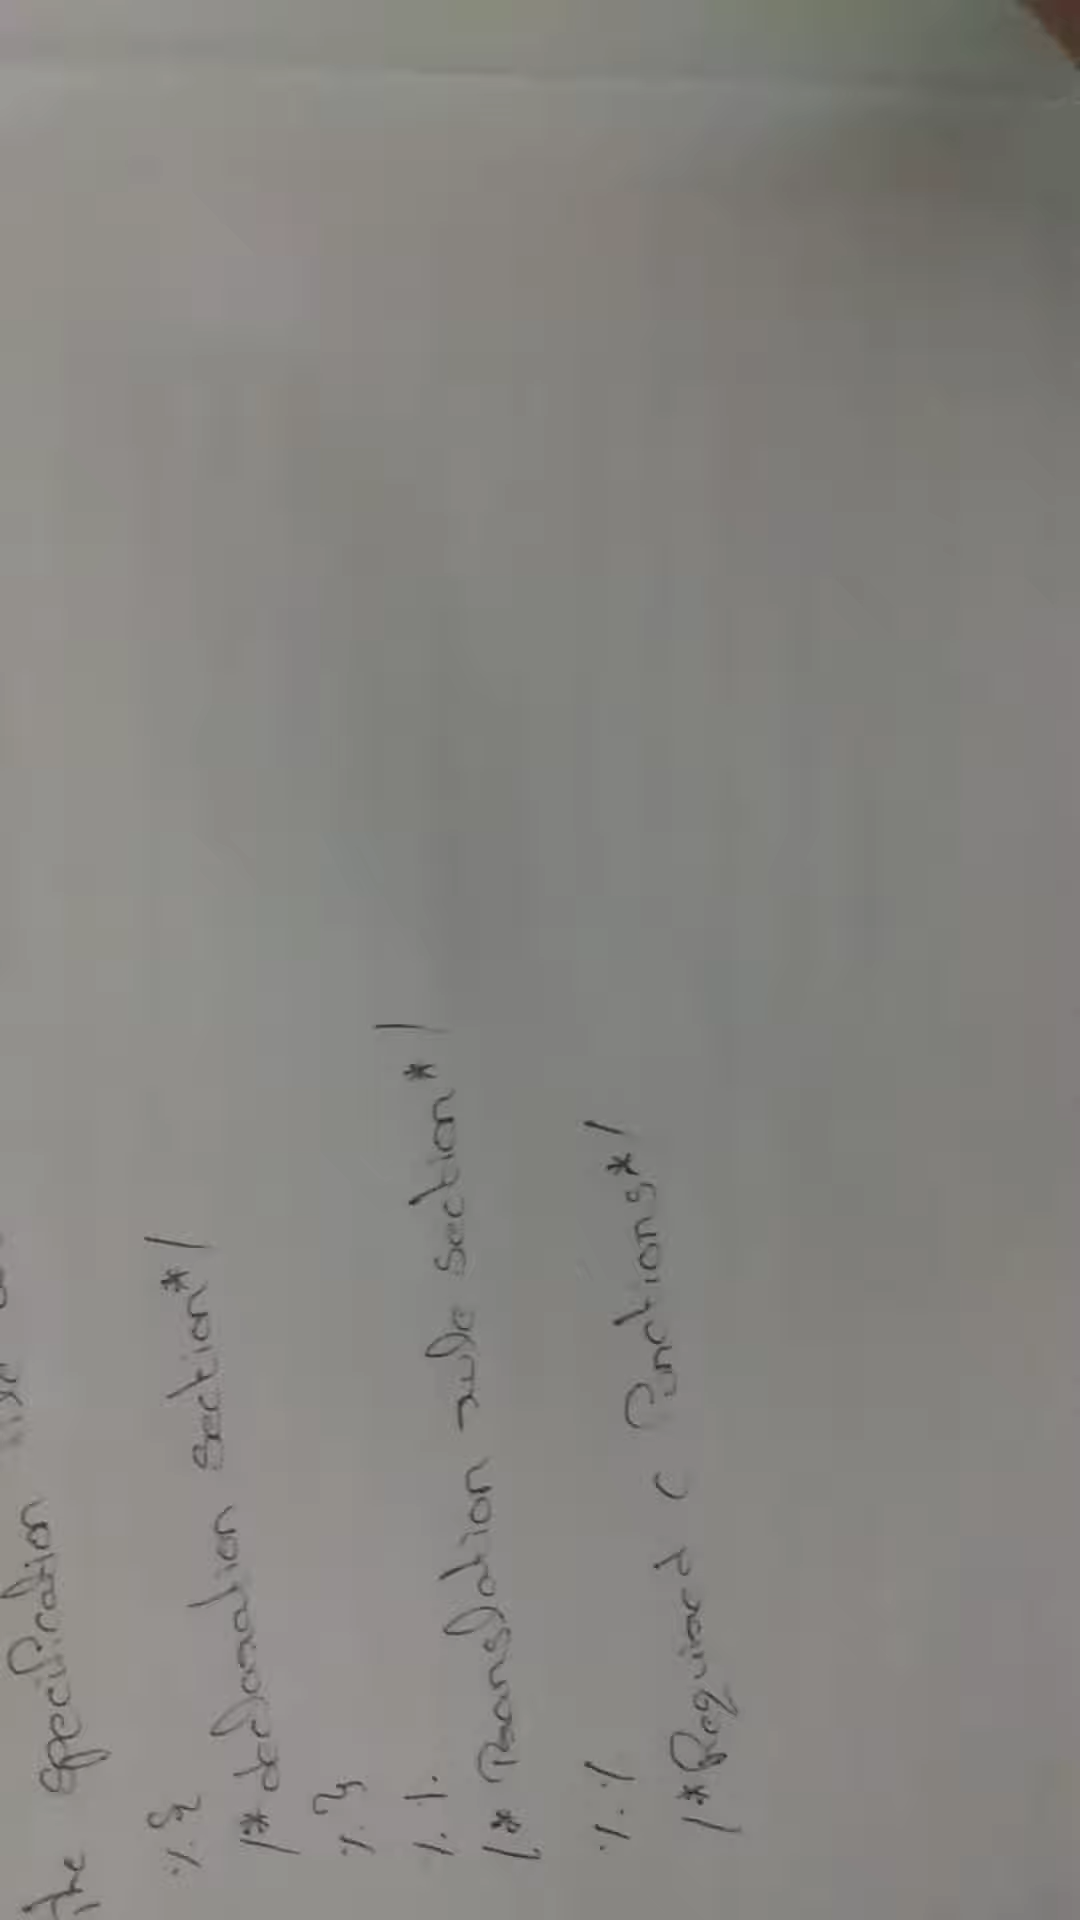 The specification
%{
/* declaration section */
%}
%%
/* Translation rule section */
%%
/* Required C Functions */